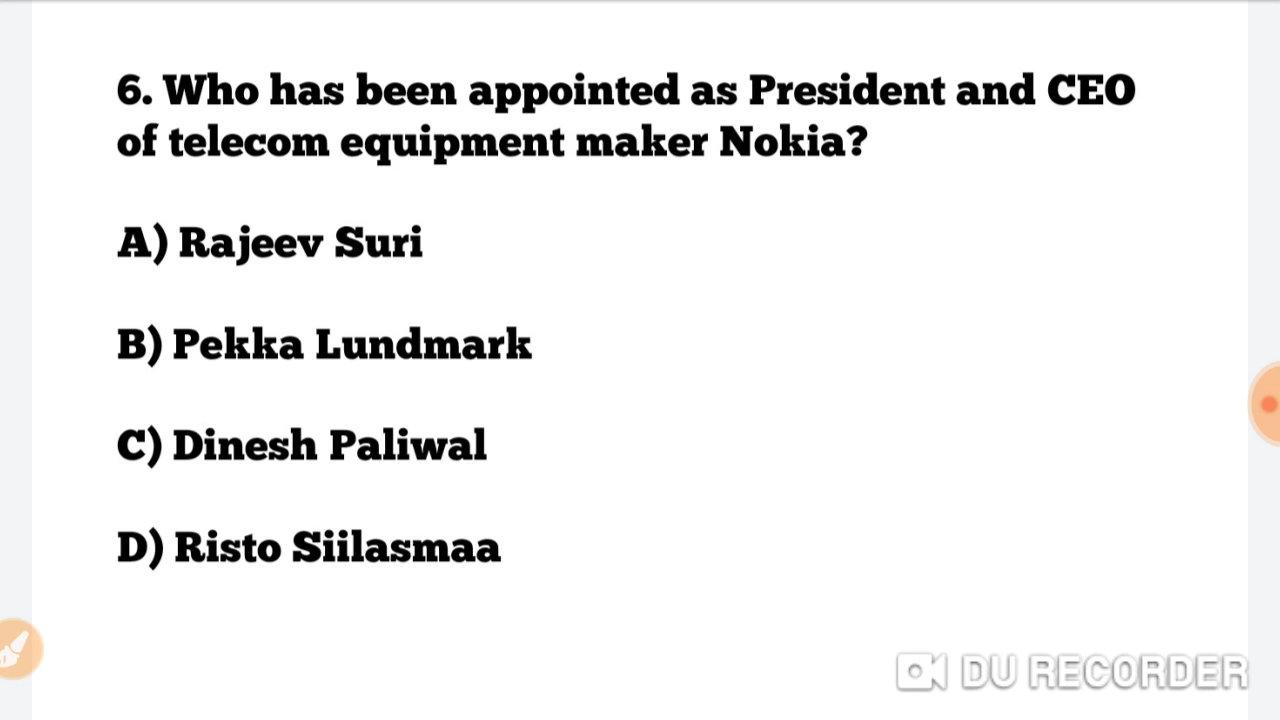 6. Who has been appointed as President and CEO
of telecom equipment maker Nokia?
A) Rajeev Suri
B) Pekka Lundmark
C) Dinesh Paliwal
D) Risto Siilasmaa
DU RECORDER